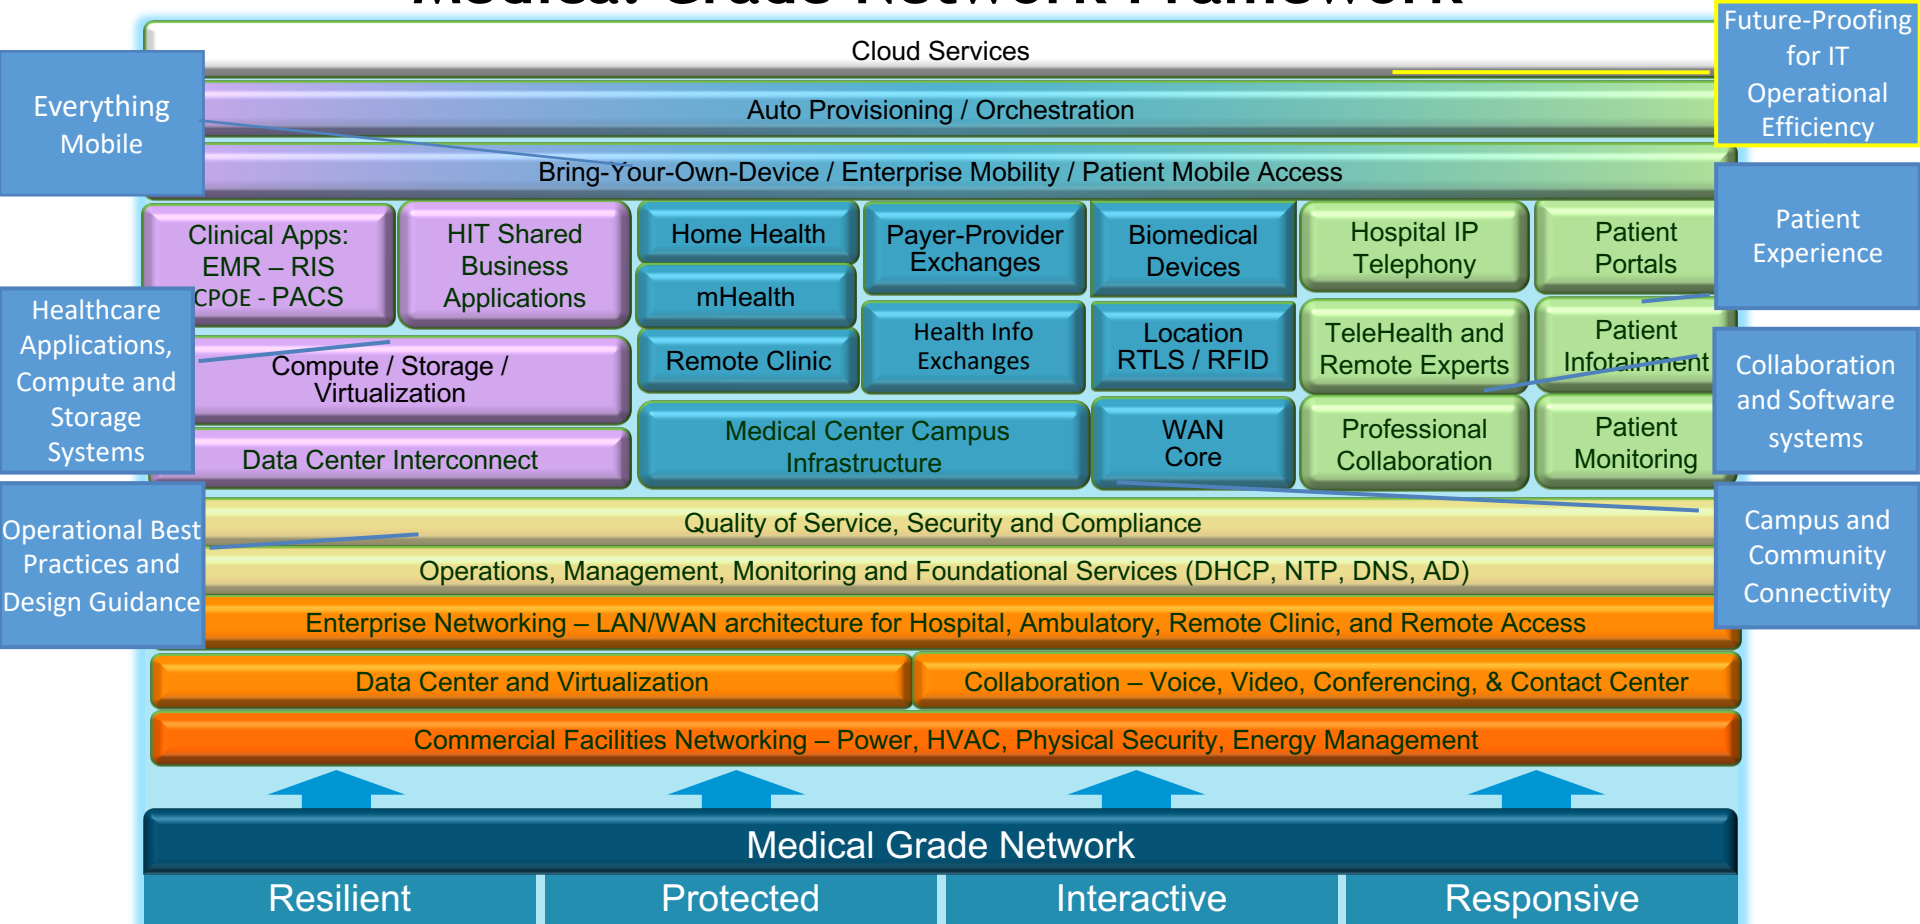 Medical Grade Network Framework
Cloud Services
Auto Provisioning / Orchestration
Bring-Your-Own-Device / Enterprise Mobility / Patient Mobile Access
Everything
Mobile
Future-Proofing
for IT
Operational
Efficiency
Clinical Apps:
EMR – RIS
CPOE - PACS
HIT Shared
Business
Applications
Home Health
mHealth
Remote Clinic
Payer-Provider
Exchanges
Health Info
Exchanges
Biomedical
Devices
Location
RTLS / RFID
Hospital IP
Telephony
TeleHealth and
Remote Experts
Patient
Portals
Patient
Infotainment
Patient
Experience
Healthcare
Applications,
Compute and
Storage
Systems
Compute / Storage /
Virtualization
Data Center Interconnect
Medical Center Campus
Infrastructure
WAN
Core
Professional
Collaboration
Patient
Monitoring
Collaboration
and Software
systems
Operational Best
Practices and
Design Guidance
Quality of Service, Security and Compliance
Operations, Management, Monitoring and Foundational Services (DHCP, NTP, DNS, AD)
Enterprise Networking – LAN/WAN architecture for Hospital, Ambulatory, Remote Clinic, and Remote Access
Campus and
Community
Connectivity
Data Center and Virtualization
Collaboration – Voice, Video, Conferencing, & Contact Center
Commercial Facilities Networking – Power, HVAC, Physical Security, Energy Management
Medical Grade Network
Resilient
Protected
Interactive
Responsive